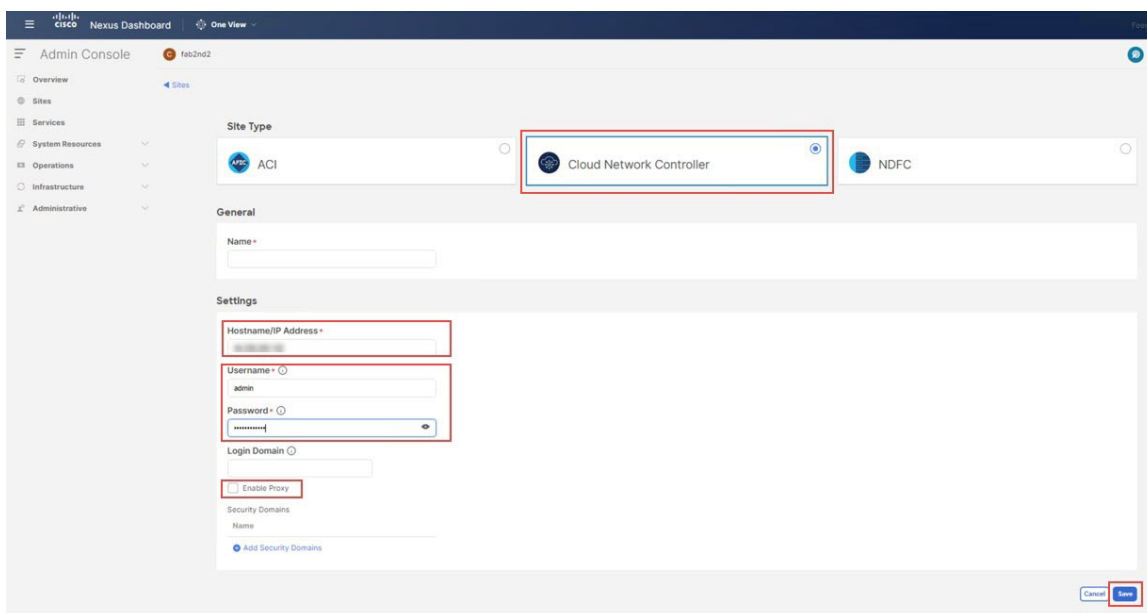 cisco Nexus Dashboard One View
Admin Console
fab2nd2
Overview
Sites
Services
System Resources
Operations
Infrastructure
Administrative
Sites
Site Type
APIC ACI
Cloud Network Controller
NDFC
General
Name*
Settings
Hostname/IP Address*
Username*
admin
Password*
Login Domain
Enable Proxy
Security Domains
Name
Add Security Domains
Cancel Save